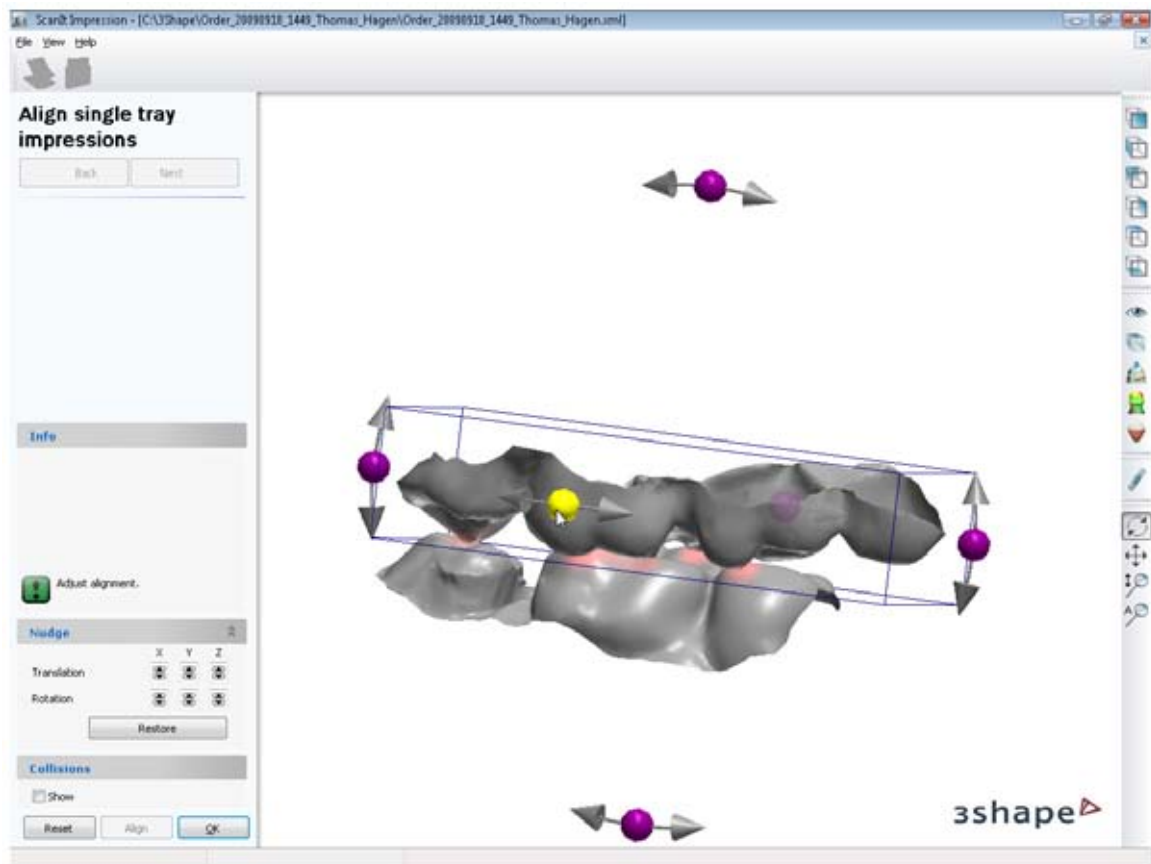 ScanIt Impression - [C:\3Shape\Order_20090918_1449_Thomas_Hagen\Order_20090918_1449_Thomas_Hagen.xml]
File View Help
Align single tray
impressions
Back Next
Info
Adjust alignment.
Nudge
X Y Z
Translation
Rotation
Restore
Collisions
Show
Reset Align OK
3shape